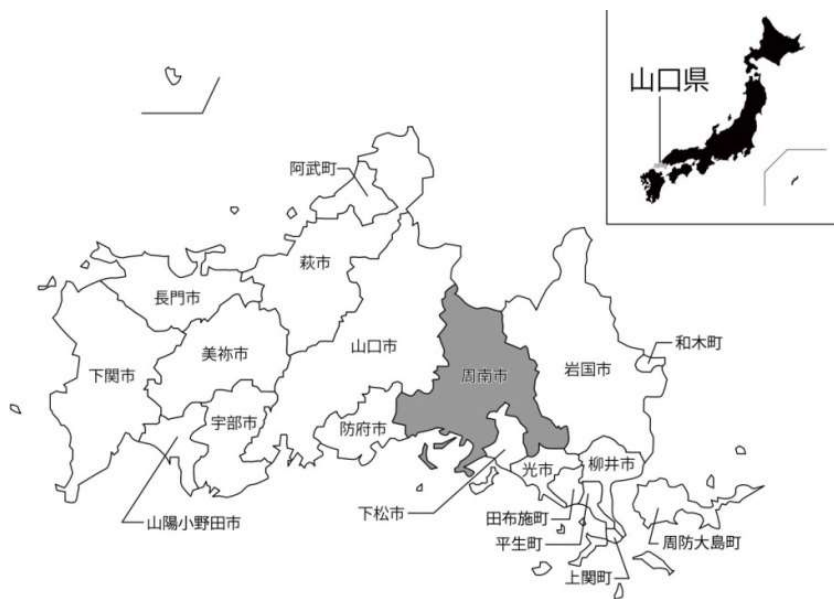 山口県
阿武町
萩市
長門市
和木町
山口市
美祢市
下関市
周南市
岩国市
宇部市
防府市
柳井市
光市
下松市
田布施町
山陽小野田市
平生町
周防大島町
上関町